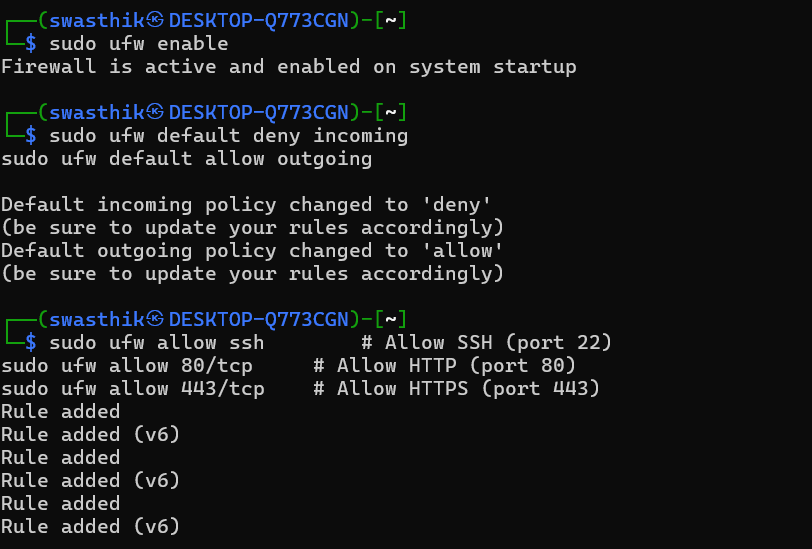 ┌──(swasthik㉿DESKTOP-Q773CGN)-[~]
└─$ sudo ufw enable
Firewall is active and enabled on system startup

┌──(swasthik㉿DESKTOP-Q773CGN)-[~]
└─$ sudo ufw default deny incoming
sudo ufw default allow outgoing

Default incoming policy changed to 'deny'
(be sure to update your rules accordingly)
Default outgoing policy changed to 'allow'
(be sure to update your rules accordingly)

┌──(swasthik㉿DESKTOP-Q773CGN)-[~]
└─$ sudo ufw allow ssh        # Allow SSH (port 22)
sudo ufw allow 80/tcp     # Allow HTTP (port 80)
sudo ufw allow 443/tcp    # Allow HTTPS (port 443)
Rule added
Rule added (v6)
Rule added
Rule added (v6)
Rule added
Rule added (v6)